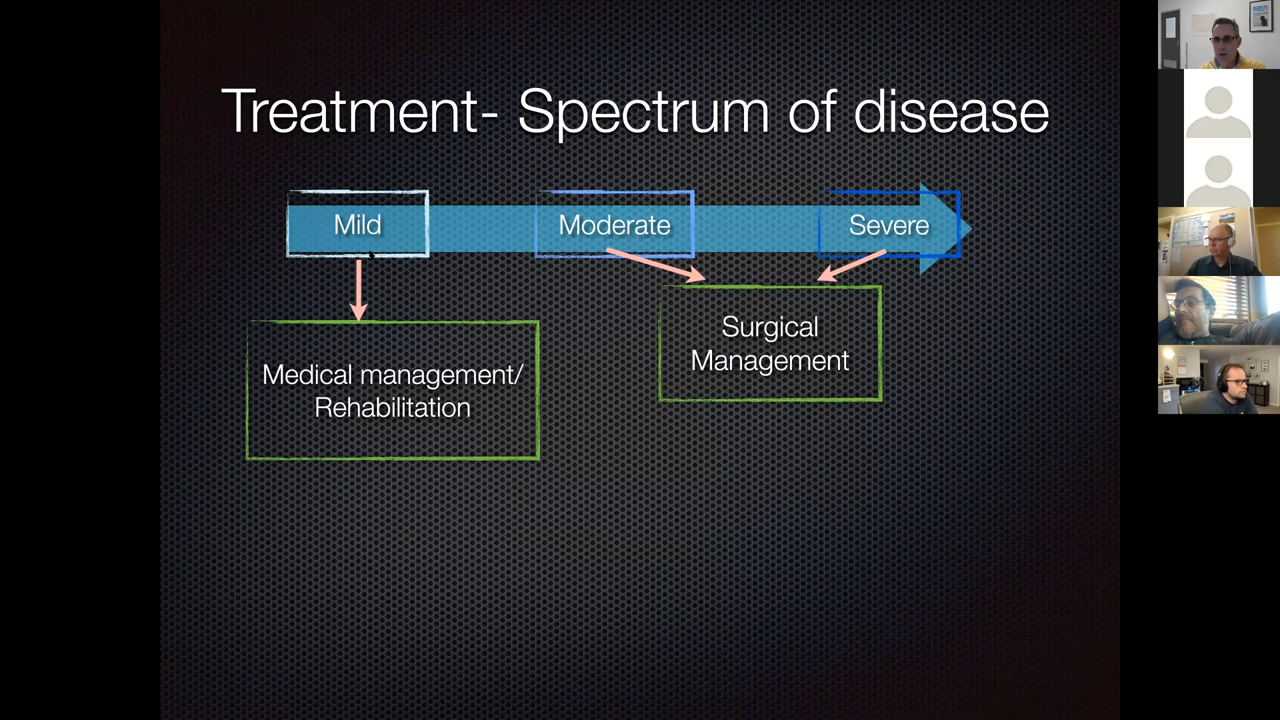 Treatment- Spectrum of disease
Mild
Moderate
Severe
Medical management/
Rehabilitation
Surgical
Management